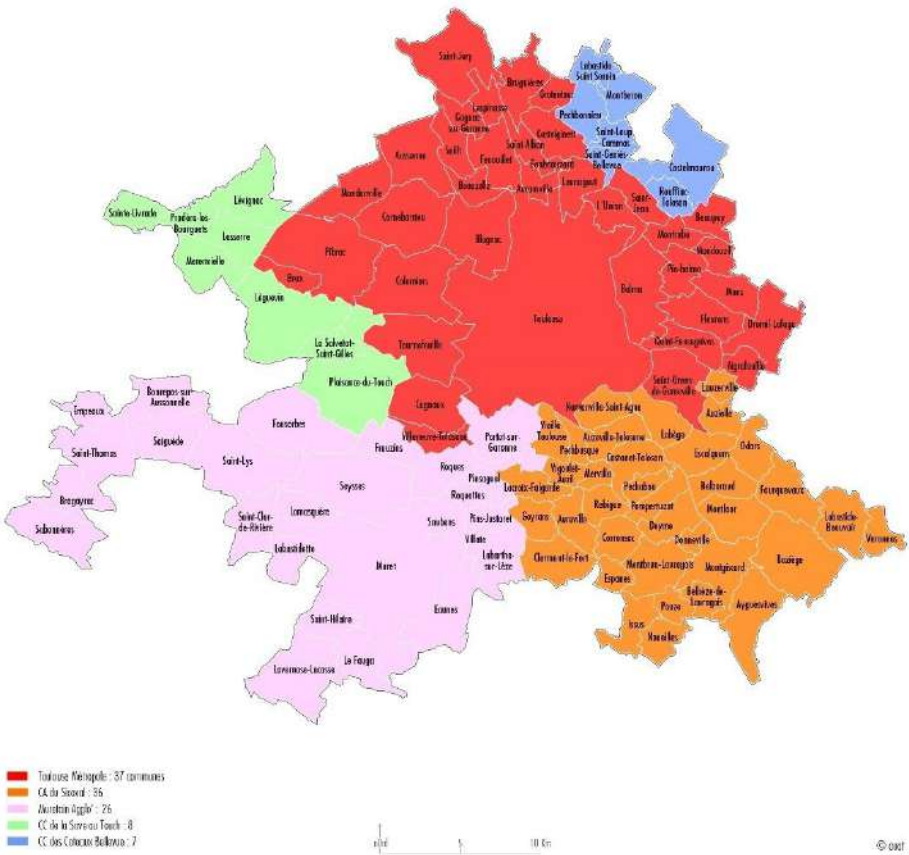 Saint-Jory
Bruguières
Labastide-
Saint-Sernin
Lespinasse
Gratentour
Montberon
Gagnac-
sur-Garonne
Pechbonnieu
Castelginest
Saint-Loup-
Cammas
Aussonne
Seilh
Saint-Alban
Saint-Geniès-
Bellevue
Fenouillet
Fonbeauzard
Castelmaurou
Launaguet
Mondonville
Beauzelle
Aucamville
Rouffiac-
Tolosan
Lévignac
L'Union
Saint-
Jean
Sainte-Livrade
Pradère-les-
Bourguets
Cornebarrieu
Beaupuy
Lasserre
Blagnac
Montrabé
Mondouzil
Merenvielle
Pibrac
Pin-balma
Brax
Colomiers
Balma
Mons
Léguevin
Flourens
Drémil-Lafage
Toulouse
La Salvetat-
Saint-Gilles
Tournefeuille
Quint-Fonsegrives
Aigrefeuille
Plaisance-du-Touch
Saint-Orens
de-Gameville
Lauzerville
Bonrepos-sur-
Aussonnelle
Cugnaux
Auzielle
Empeaux
Ramonville-Saint-Agne
Fonsorbes
Villeneuve-Tolosane
Vieille
Toulouse
Auzeville-Tolosane
Labège
Saint-Thomas
Saiguède
Frouzins
Portet-sur-
Garonne
Pechbusque
Escalquens
Odars
Saint-Lys
Roques
Castanet-Tolosan
Vigoulet-
Auzil
Mervilla
Pinsaguel
Bragayrac
Seysses
Lacroix-Falgarde
Péchabou
Belberaud
Fourquevaux
Roquettes
Rebigue
Pompertuzat
Montlaur
Sabonnères
Saint-Clar-
de-Rivière
Lamasquère
Goyrans
Aureville
Labastide-
Beauvoir
Saubens
Pins-Justaret
Deyme
Varennes
Villate
Corronsac
Donneville
Labastidette
Labarthe-
sur-Lèze
Clermont-le-Fort
Baziège
Muret
Montbrun-Lauragais
Montgiscard
Espanès
Belbèze-de-
Lauragais
Pouze
Ayguesvives
Eaunes
Saint-Hilaire
Issus
Noueilles
Le Fauga
Lavernose-Lacasse
Toulouse Métropole : 37 communes
CA du Sicoval : 36
Muretain Agglo' : 26
CC de la Save au Touch : 8
CC des Coteaux Bellevue : 7
5
10 Km
© auat